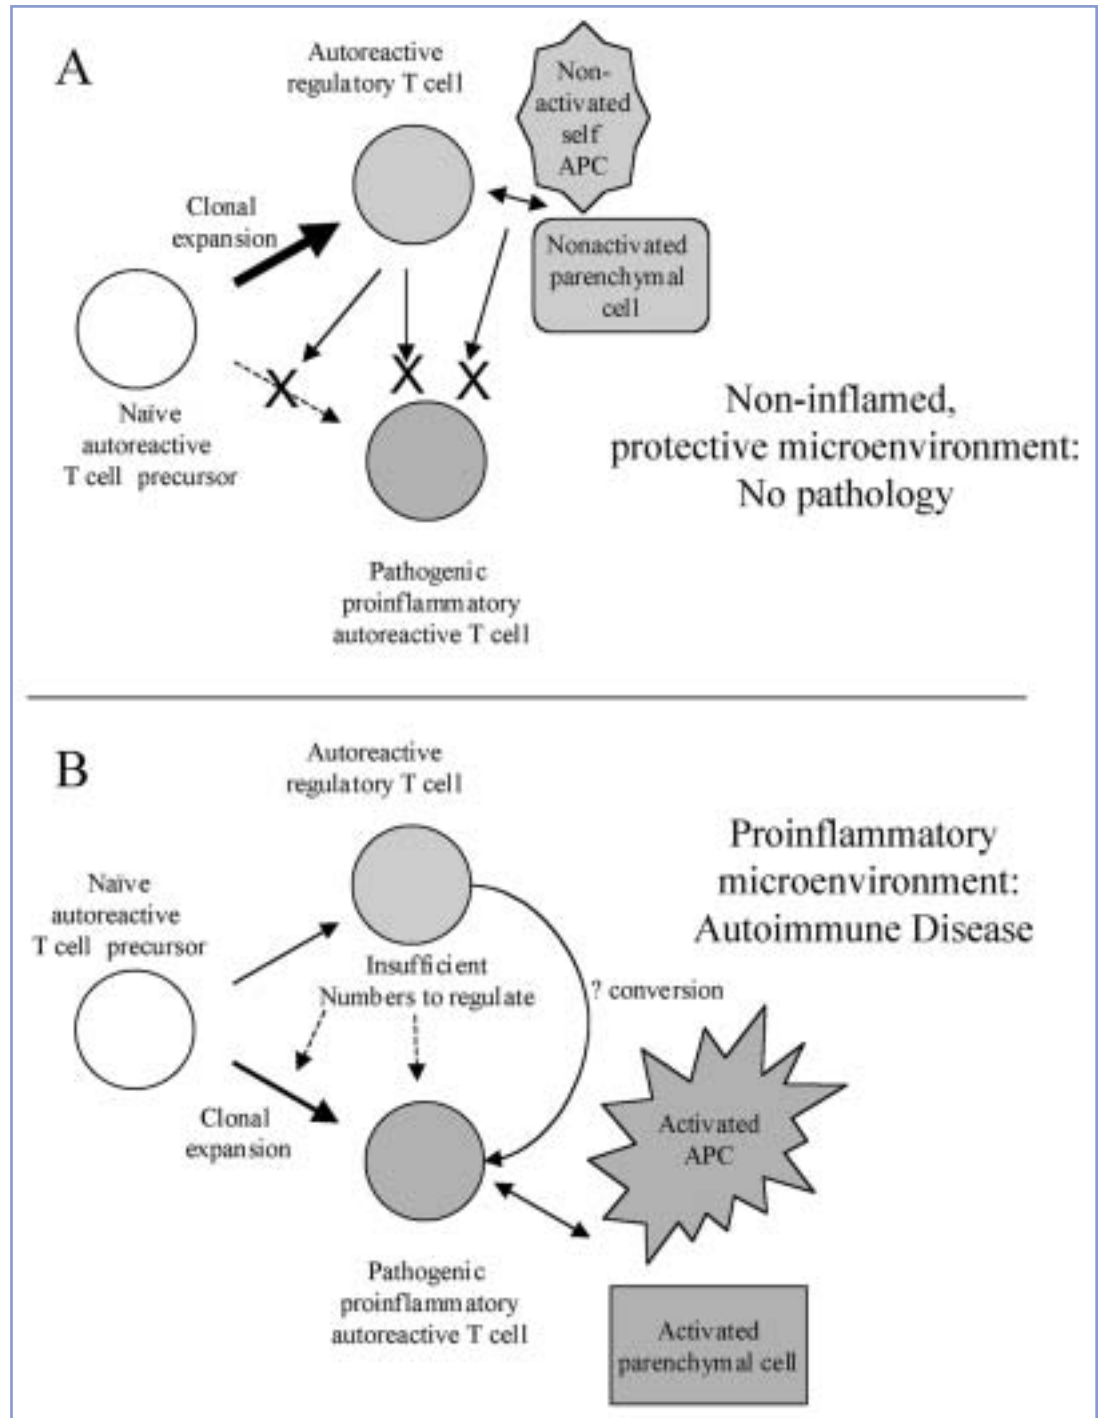 A
Autoreactive
regulatory T cell
Non-
activated
self
APC
Clonal
expansion
Nonactivated
parenchymal
cell
X
X
X
Naïve
autoreactive
T cell precursor
Non-inflamed,
protective microenvironment:
No pathology
Pathogenic
proinflammatory
autoreactive T cell
B
Autoreactive
regulatory T cell
Proinflammatory
microenvironment:
Autoimmune Disease
Naïve
autoreactive
T cell precursor
Insufficient
Numbers to regulate
? conversion
Clonal
expansion
Activated
APC
Pathogenic
proinflammatory
autoreactive T cell
Activated
parenchymal cell